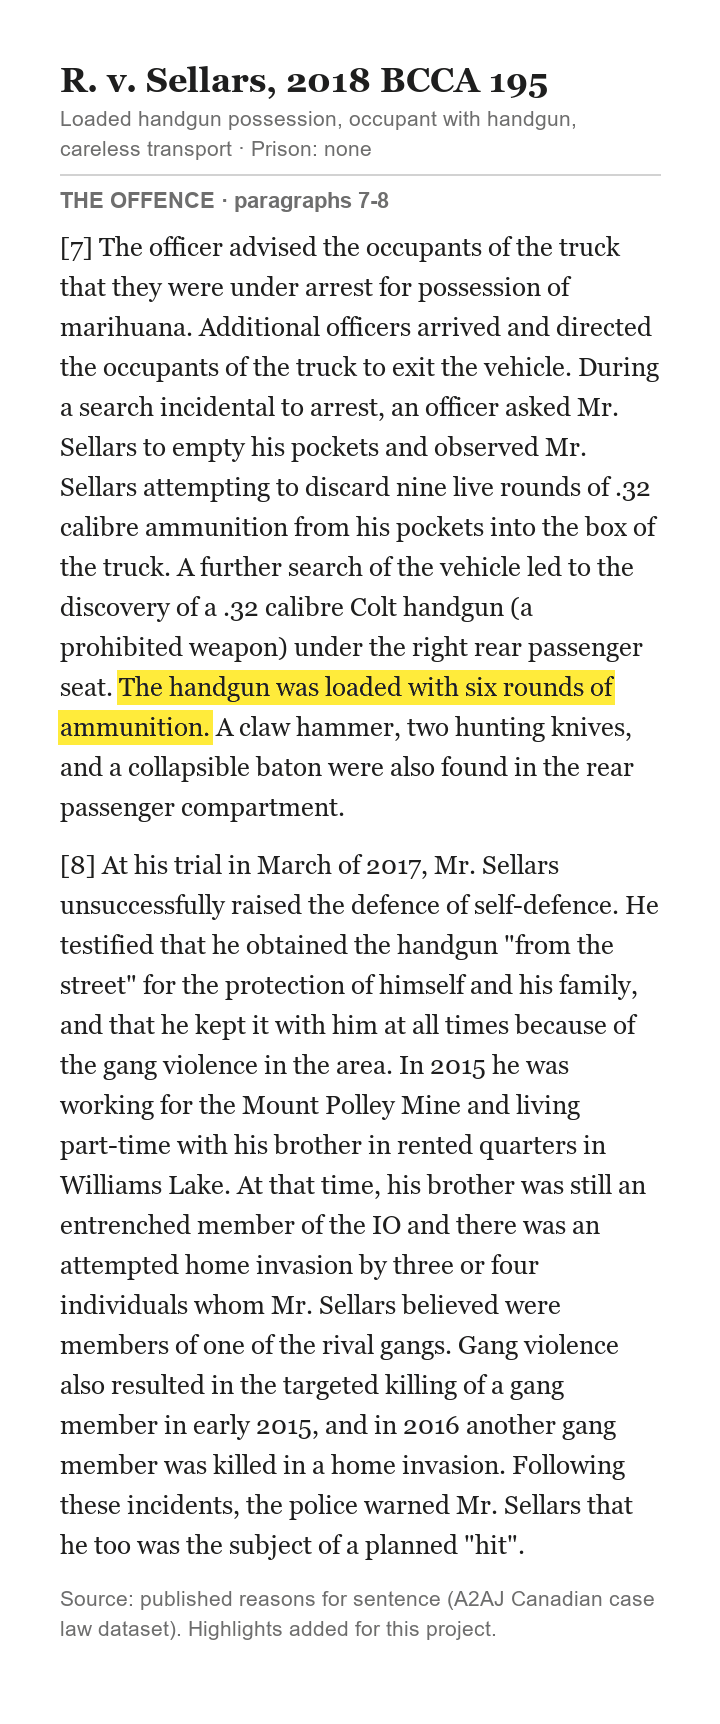 R. v. Sellars, 2018 BCCA 195
Loaded handgun possession, occupant with handgun,
careless transport · Prison: none
THE OFFENCE · paragraphs 7-8
[7] The officer advised the occupants of the truck
that they were under arrest for possession of
marihuana. Additional officers arrived and directed
the occupants of the truck to exit the vehicle. During
a search incidental to arrest, an officer asked Mr.
Sellars to empty his pockets and observed Mr.
Sellars attempting to discard nine live rounds of .32
calibre ammunition from his pockets into the box of
the truck. A further search of the vehicle led to the
discovery of a .32 calibre Colt handgun (a
prohibited weapon) under the right rear passenger
seat. The handgun was loaded with six rounds of
ammunition. A claw hammer, two hunting knives,
and a collapsible baton were also found in the rear
passenger compartment.
[8] At his trial in March of 2017, Mr. Sellars
unsuccessfully raised the defence of self-defence. He
testified that he obtained the handgun "from the
street" for the protection of himself and his family,
and that he kept it with him at all times because of
the gang violence in the area. In 2015 he was
working for the Mount Polley Mine and living
part-time with his brother in rented quarters in
Williams Lake. At that time, his brother was still an
entrenched member of the IO and there was an
attempted home invasion by three or four
individuals whom Mr. Sellars believed were
members of one of the rival gangs. Gang violence
also resulted in the targeted killing of a gang
member in early 2015, and in 2016 another gang
member was killed in a home invasion. Following
these incidents, the police warned Mr. Sellars that
he too was the subject of a planned "hit".
Source: published reasons for sentence (A2AJ Canadian case
law dataset). Highlights added for this project.